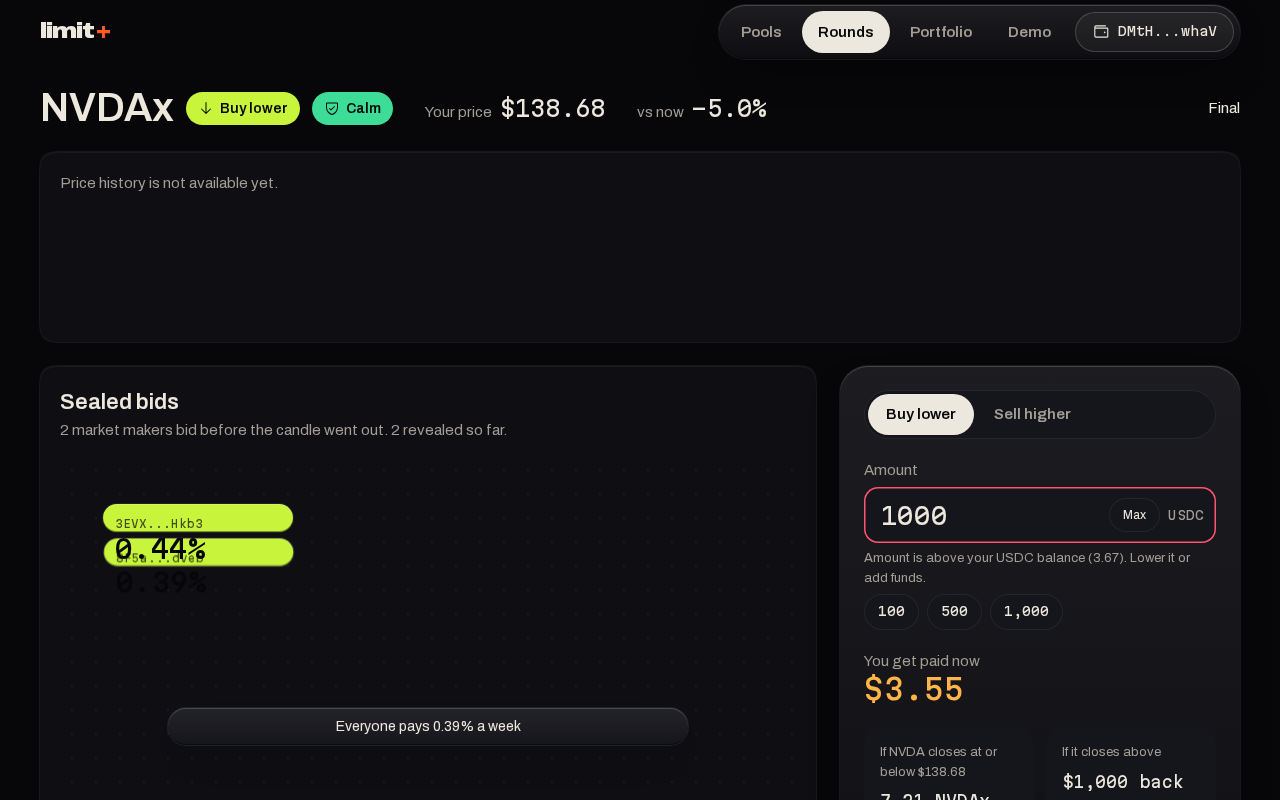 limit+
Pools Rounds Portfolio Demo DMtH...whaV
NVDAx Buy lower Calm Your price $138.68 vs now −5.0% Final
Price history is not available yet.
Sealed bids
2 market makers bid before the candle went out. 2 revealed so far.
3EVX...Hkb3
0.44%
0.39%
Everyone pays 0.39% a week
Buy lower Sell higher
Amount
1000 Max USDC
Amount is above your USDC balance (3.67). Lower it or
add funds.
100 500 1,000
You get paid now
$3.55
If NVDA closes at or
below $138.68
7.21 NVDAx
If it closes above
$1,000 back